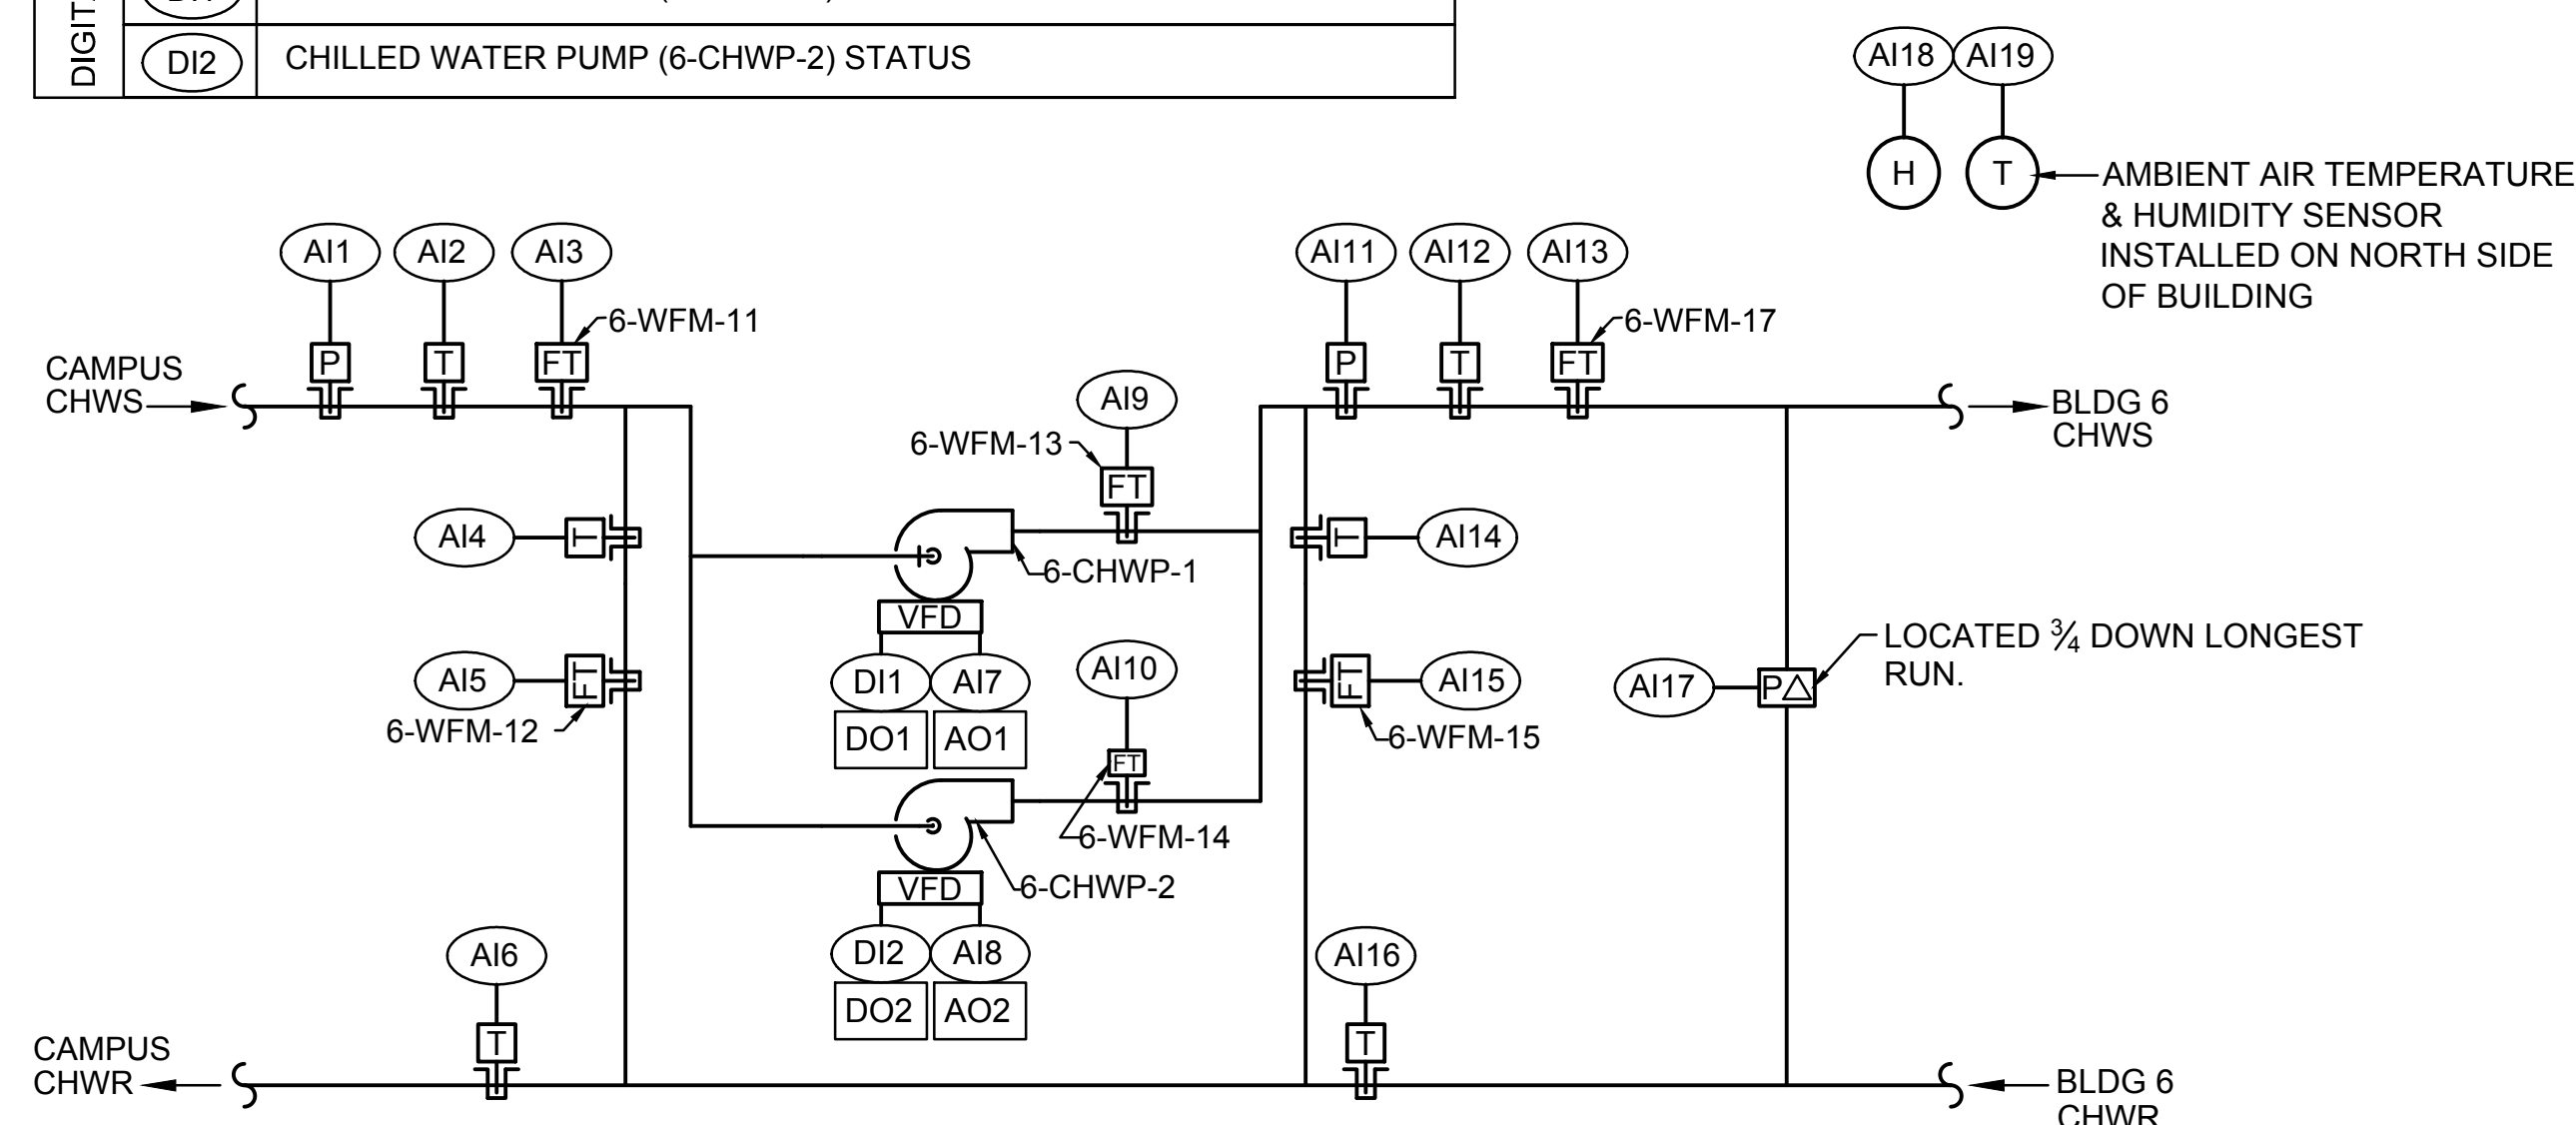 DIGIT
DI2 CHILLED WATER PUMP (6-CHWP-2) STATUS
AI18 AI19
H T AMBIENT AIR TEMPERATURE
& HUMIDITY SENSOR
INSTALLED ON NORTH SIDE
OF BUILDING
AI1 AI2 AI3
6-WFM-11
P T FT
CAMPUS
CHWS
AI11 AI12 AI13
6-WFM-17
P T FT
BLDG 6
CHWS
AI9
6-WFM-13
FT
AI4 T
6-CHWP-1
VFD
DI1 AI7
DO1 AO1
T AI14
AI5 FT
6-WFM-12
AI10
FT
6-WFM-14
FT AI15
6-WFM-15
AI17 P△
LOCATED ¾ DOWN LONGEST
RUN.
6-CHWP-2
VFD
DI2 AI8
DO2 AO2
AI6
T
AI16
T
CAMPUS
CHWR
BLDG 6
CHWR